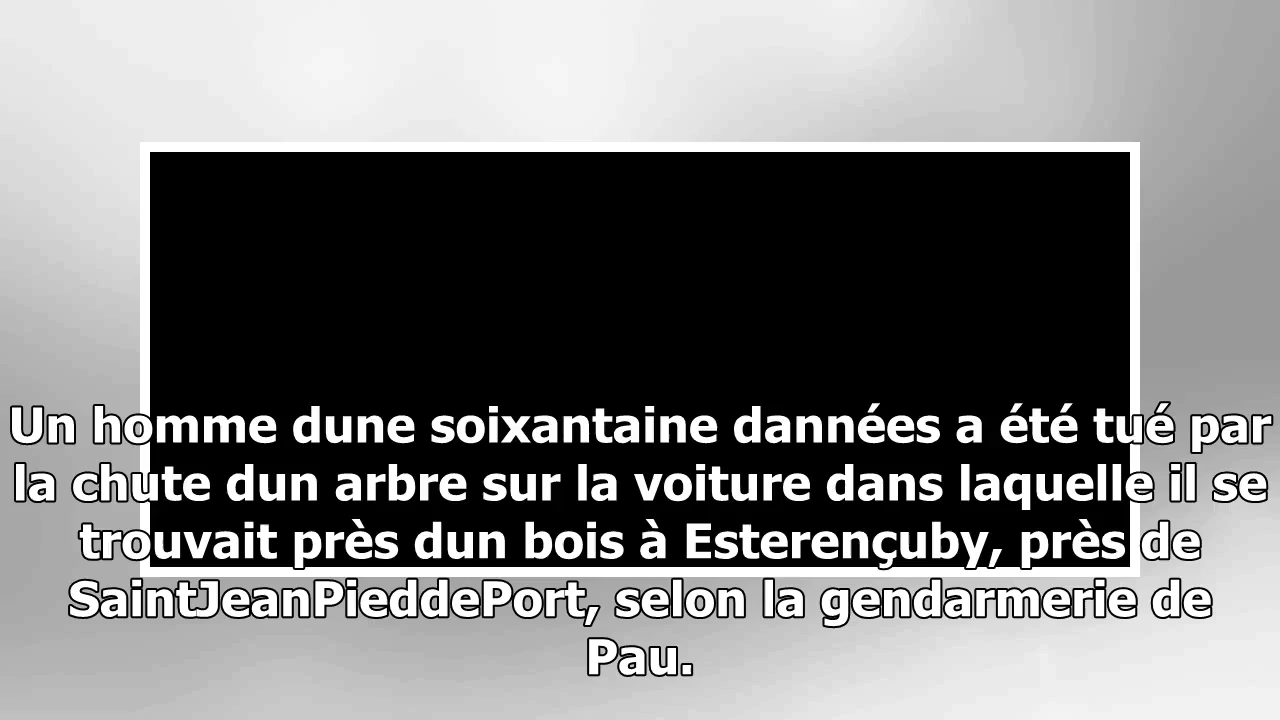 Un homme dune soixantaine dannées a été tué par
la chute dun arbre sur la voiture dans laquelle il se
trouvait près dun bois à Esterençuby, près de
SaintJeanPieddePort, selon la gendarmerie de
Pau.